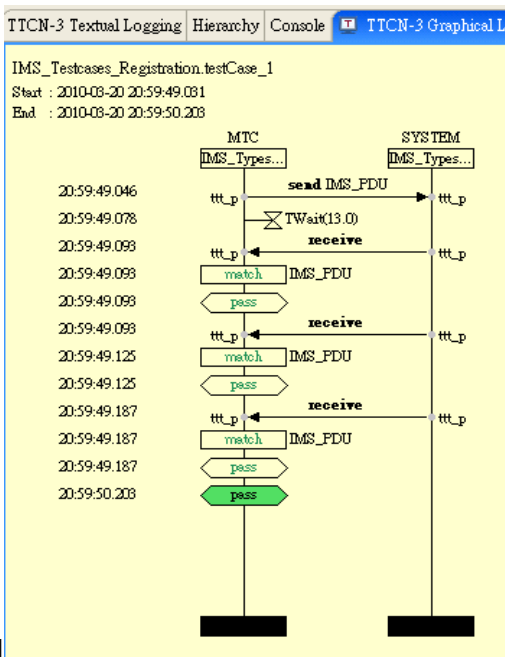 TTCN-3 Textual Logging Hierarchy Console TTCN-3 Graphical L
IMS_Testcases_Registration.testCase_1
Start : 2010-03-20 20:59:49.031
End : 2010-03-20 20:59:50.203
MTC SYSTEM
IMS_Types... IMS_Types...
20:59:49.046 ttt_p send IMS_PDU ttt_p
20:59:49.078 TWait(13.0)
20:59:49.093 ttt_p receive ttt_p
20:59:49.093 match IMS_PDU
20:59:49.093 pass
20:59:49.093 ttt_p receive ttt_p
20:59:49.125 match IMS_PDU
20:59:49.125 pass
20:59:49.187 ttt_p receive ttt_p
20:59:49.187 match IMS_PDU
20:59:49.187 pass
20:59:50.203 pass